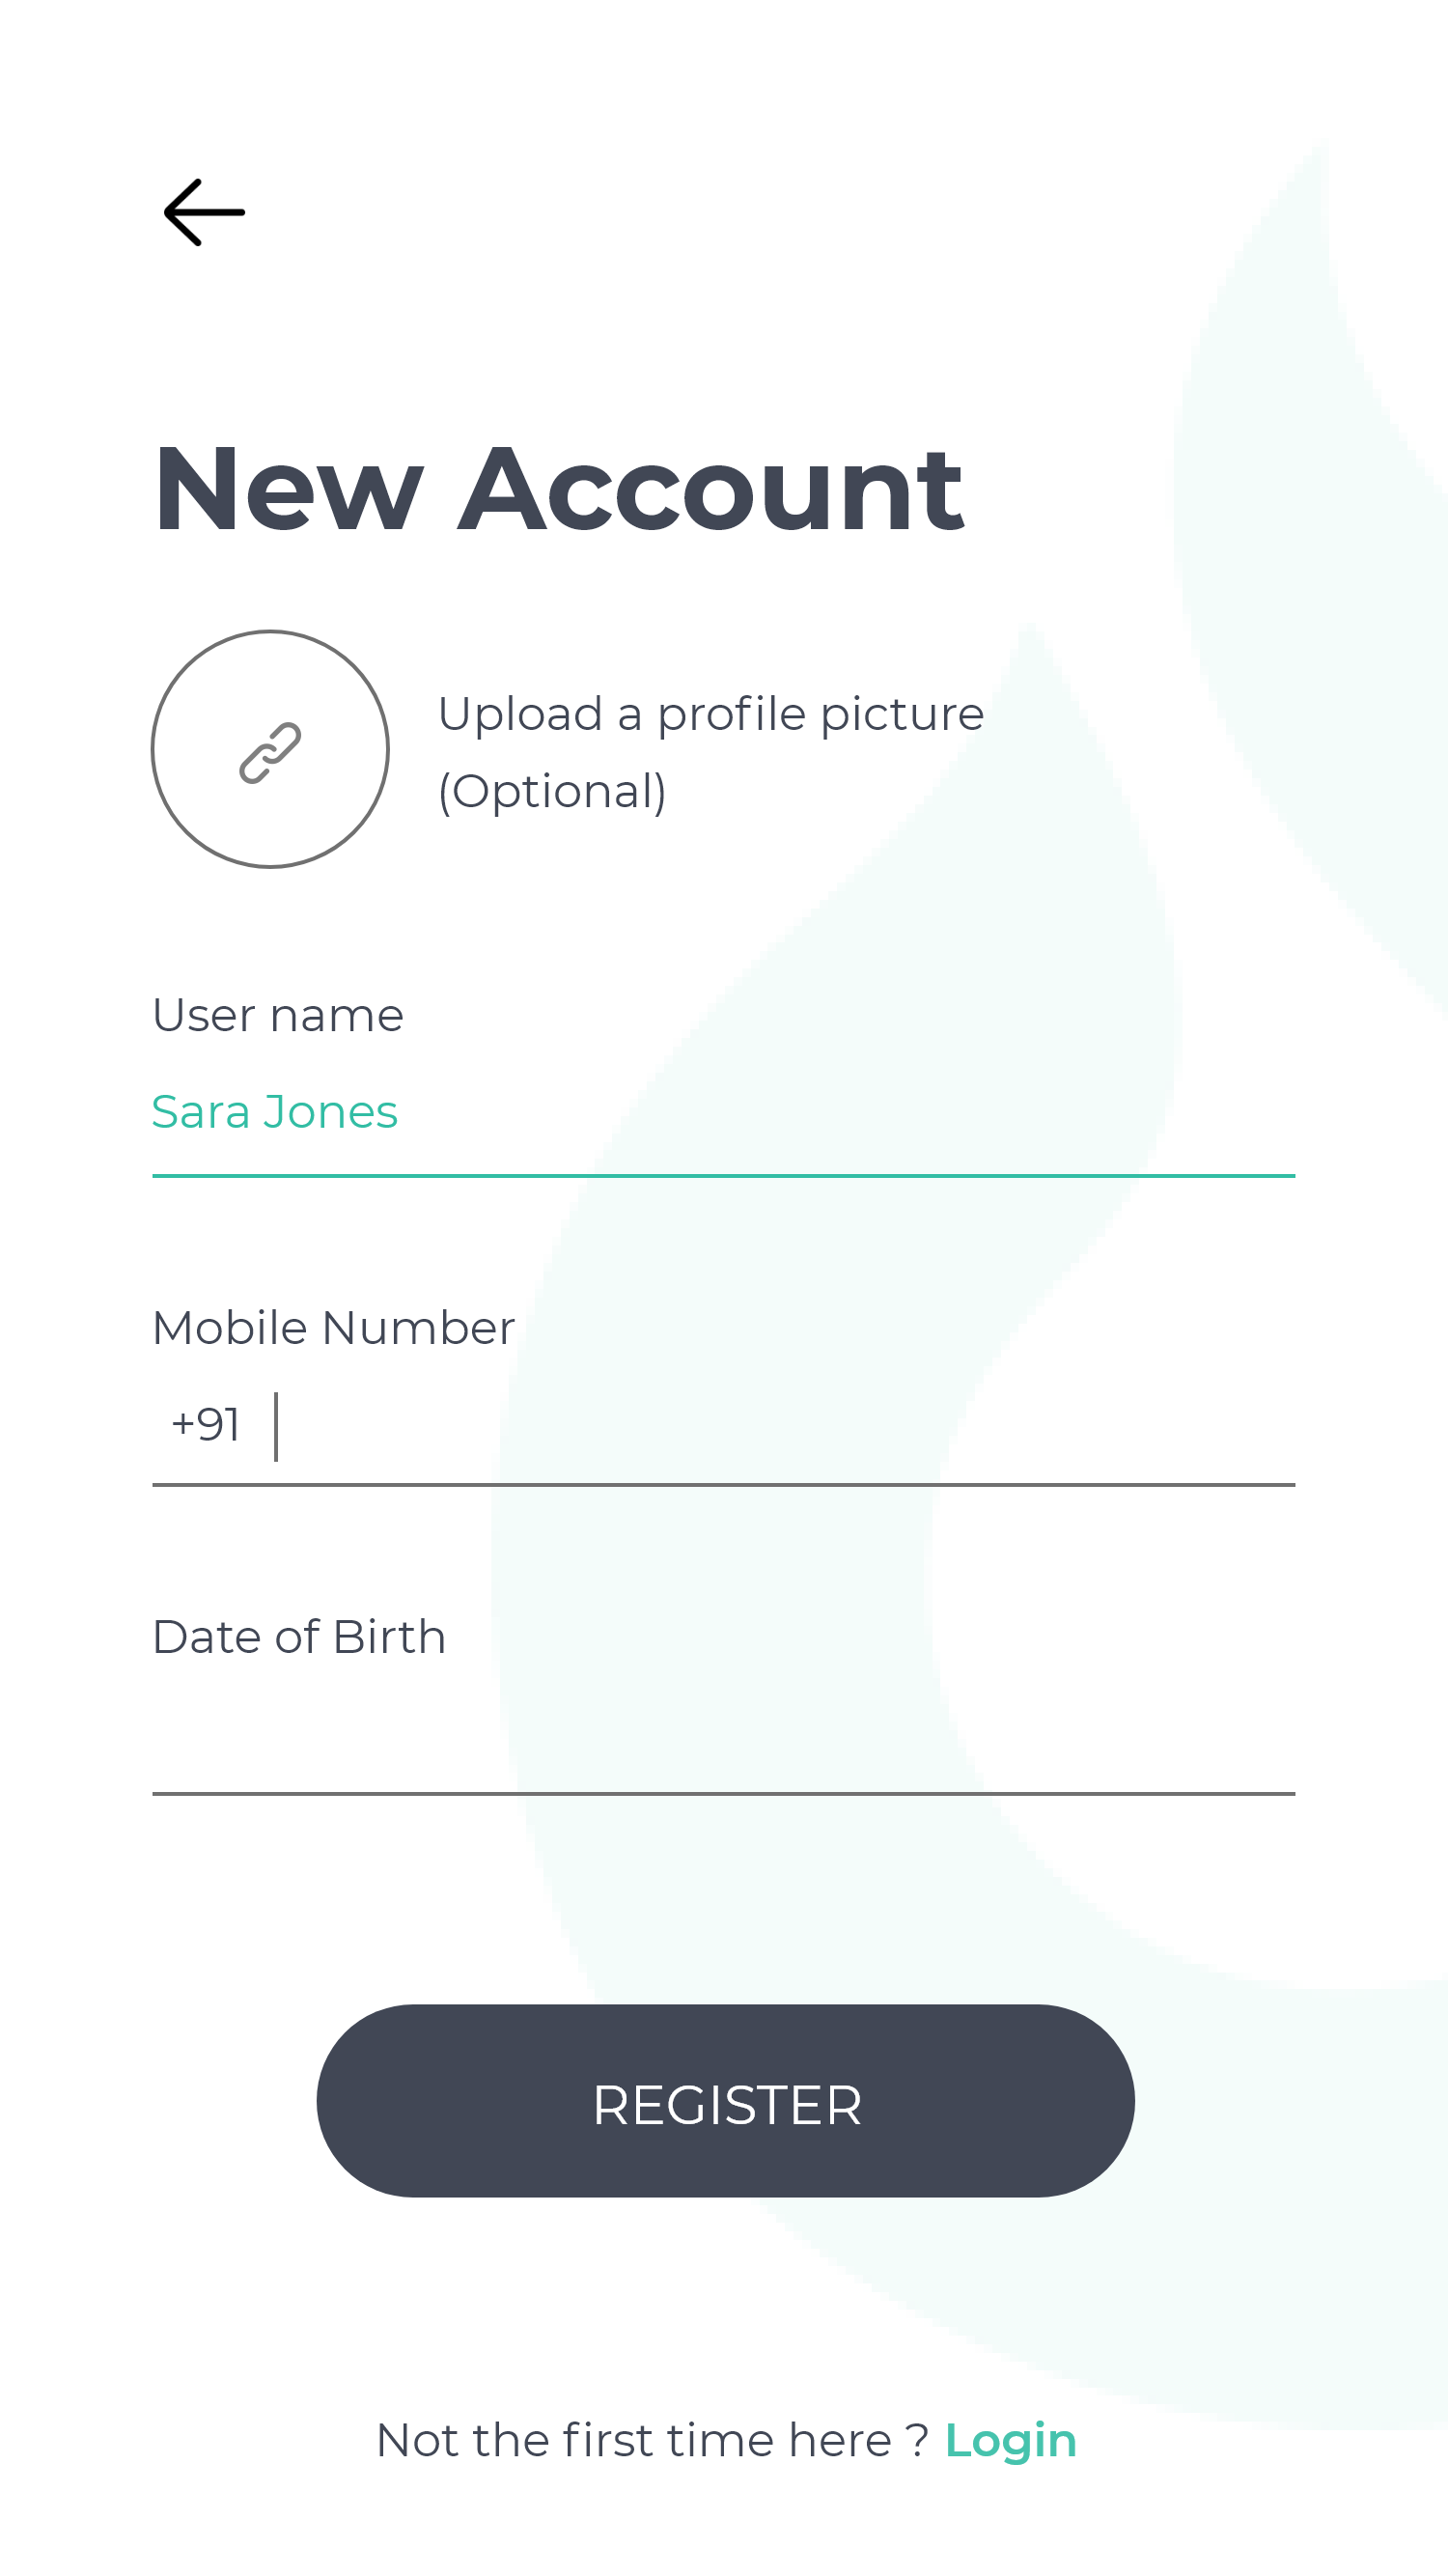 New Account
Upload a profile picture
(Optional)
User name
Sara Jones
Mobile Number
+91
Date of Birth
REGISTER
Not the first time here ? Login